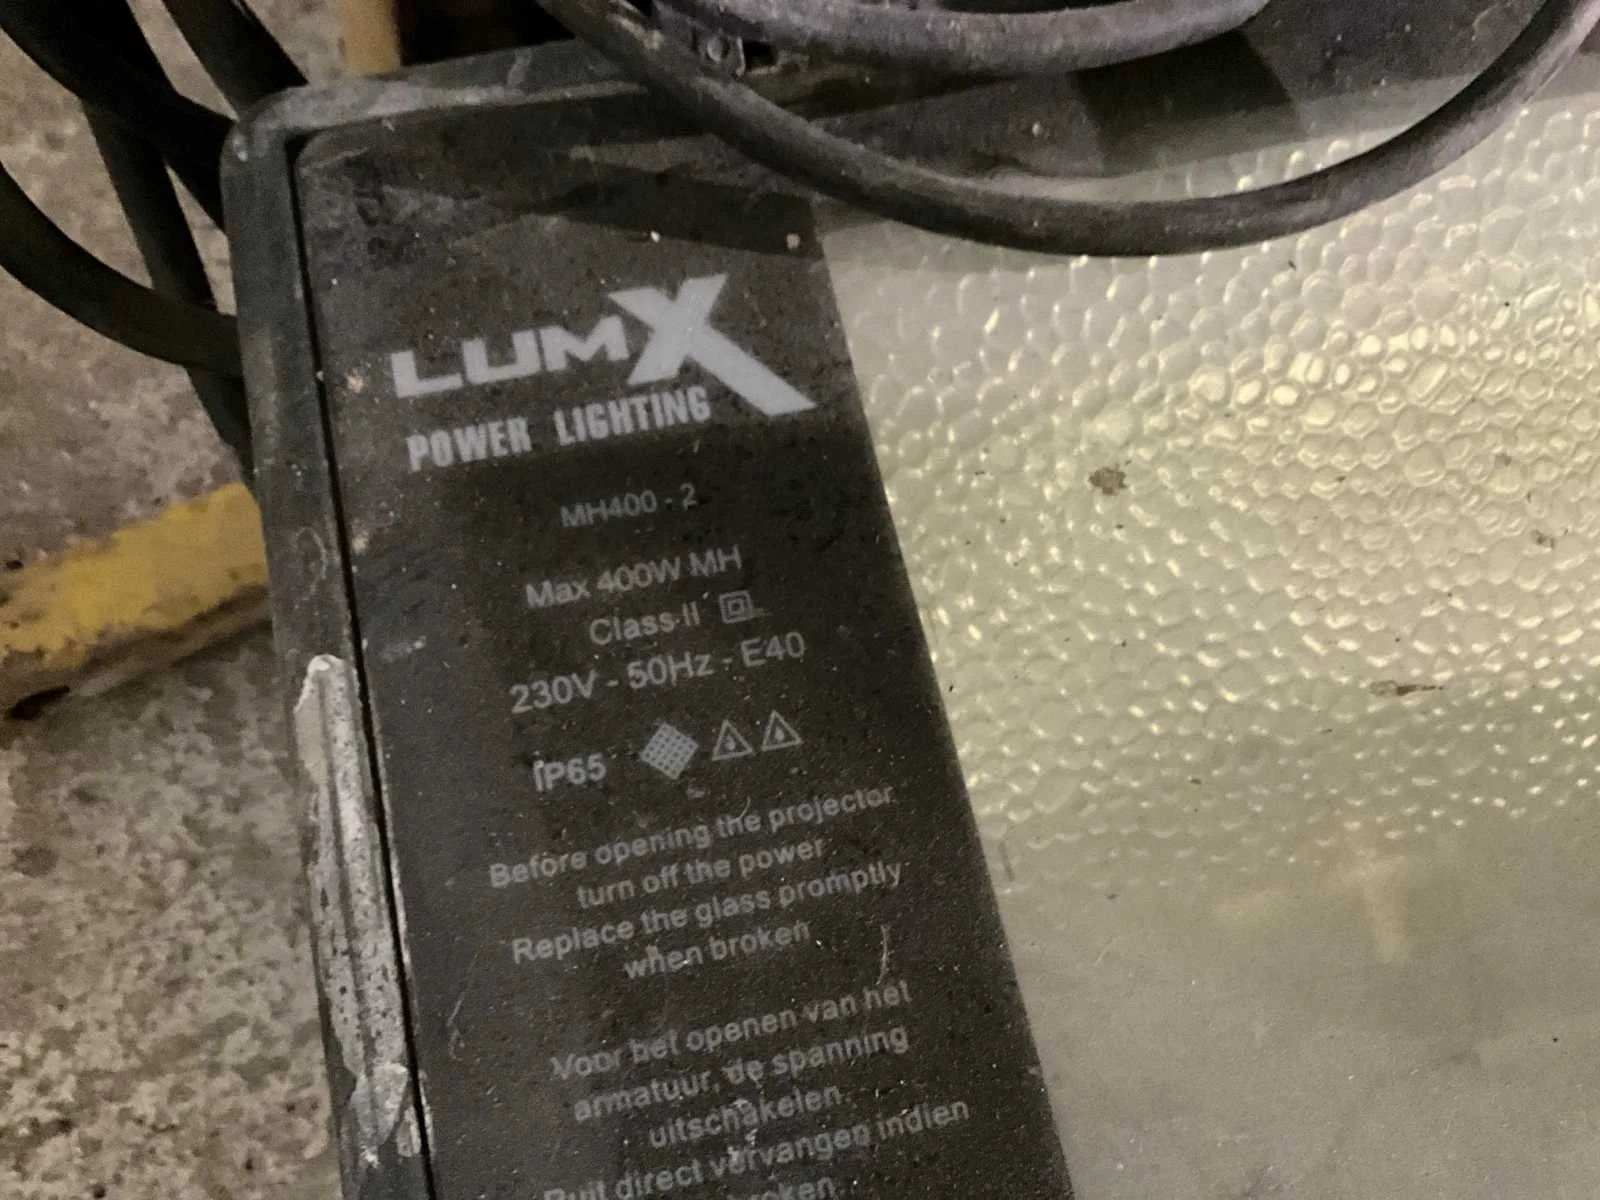 LUMX
POWER LIGHTING
MH400 - 2
Max 400W MH
Class II
230V - 50Hz - E40
IP65
Before opening the projector
turn off the power
Replace the glass promptly
when broken
Voor het openen van het
armatuur, de spanning
uitschakelen.
Ruit direct vervangen indien
broken.